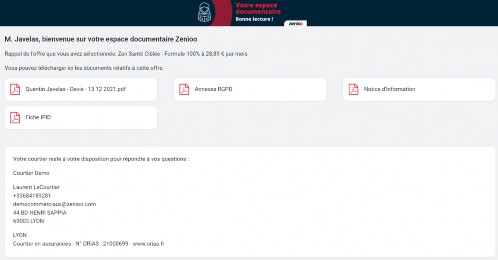 Votre espace
documentaire
Bonne lecture !
zenioo
M. Javelas, bienvenue sur votre espace documentaire Zenioo
Rappel de l'offre que vous avez sélectionnée: Zen Santé Ciblée - Formule 100% à 28,89 € par mois
Vous pouvez télécharger ici les documents relatifs à cette offre:
Quentin Javelas - Devis - 13 12 2021.pdf
Annexes RGPD
Notice d'Information
Fiche IPID
Votre courtier reste à votre disposition pour répondre à vos questions :
Courtier Demo
Laurent LeCourtier
+33684189281
democommerciaux@zenioo.com
44 BD HENRI SAPPIA
69003 LYON
LYON
Courtier en assurances - N° ORIAS : 21000699 - www.orias.fr